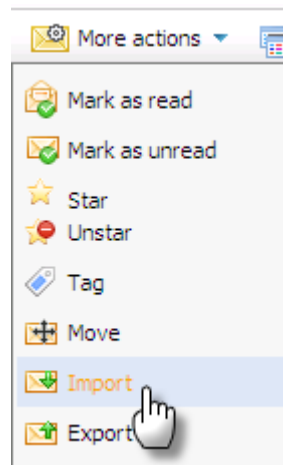 More actions
Mark as read
Mark as unread
Star
Unstar
Tag
Move
Import
Export